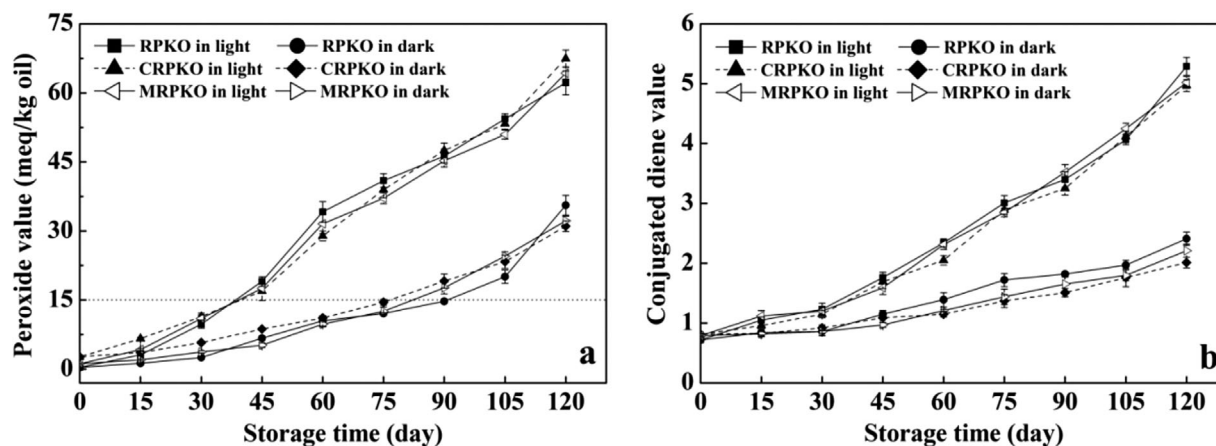 75
60
45
30
15
0
Peroxide value (meq/kg oil)
RPKO in light
RPKO in dark
CRPKO in light
CRPKO in dark
MRPKO in light
MRPKO in dark
a
0 15 30 45 60 75 90 105 120
Storage time (day)
6
5
4
3
2
1
0
Conjugated diene value
RPKO in light
RPKO in dark
CRPKO in light
CRPKO in dark
MRPKO in light
MRPKO in dark
b
0 15 30 45 60 75 90 105 120
Storage time (day)